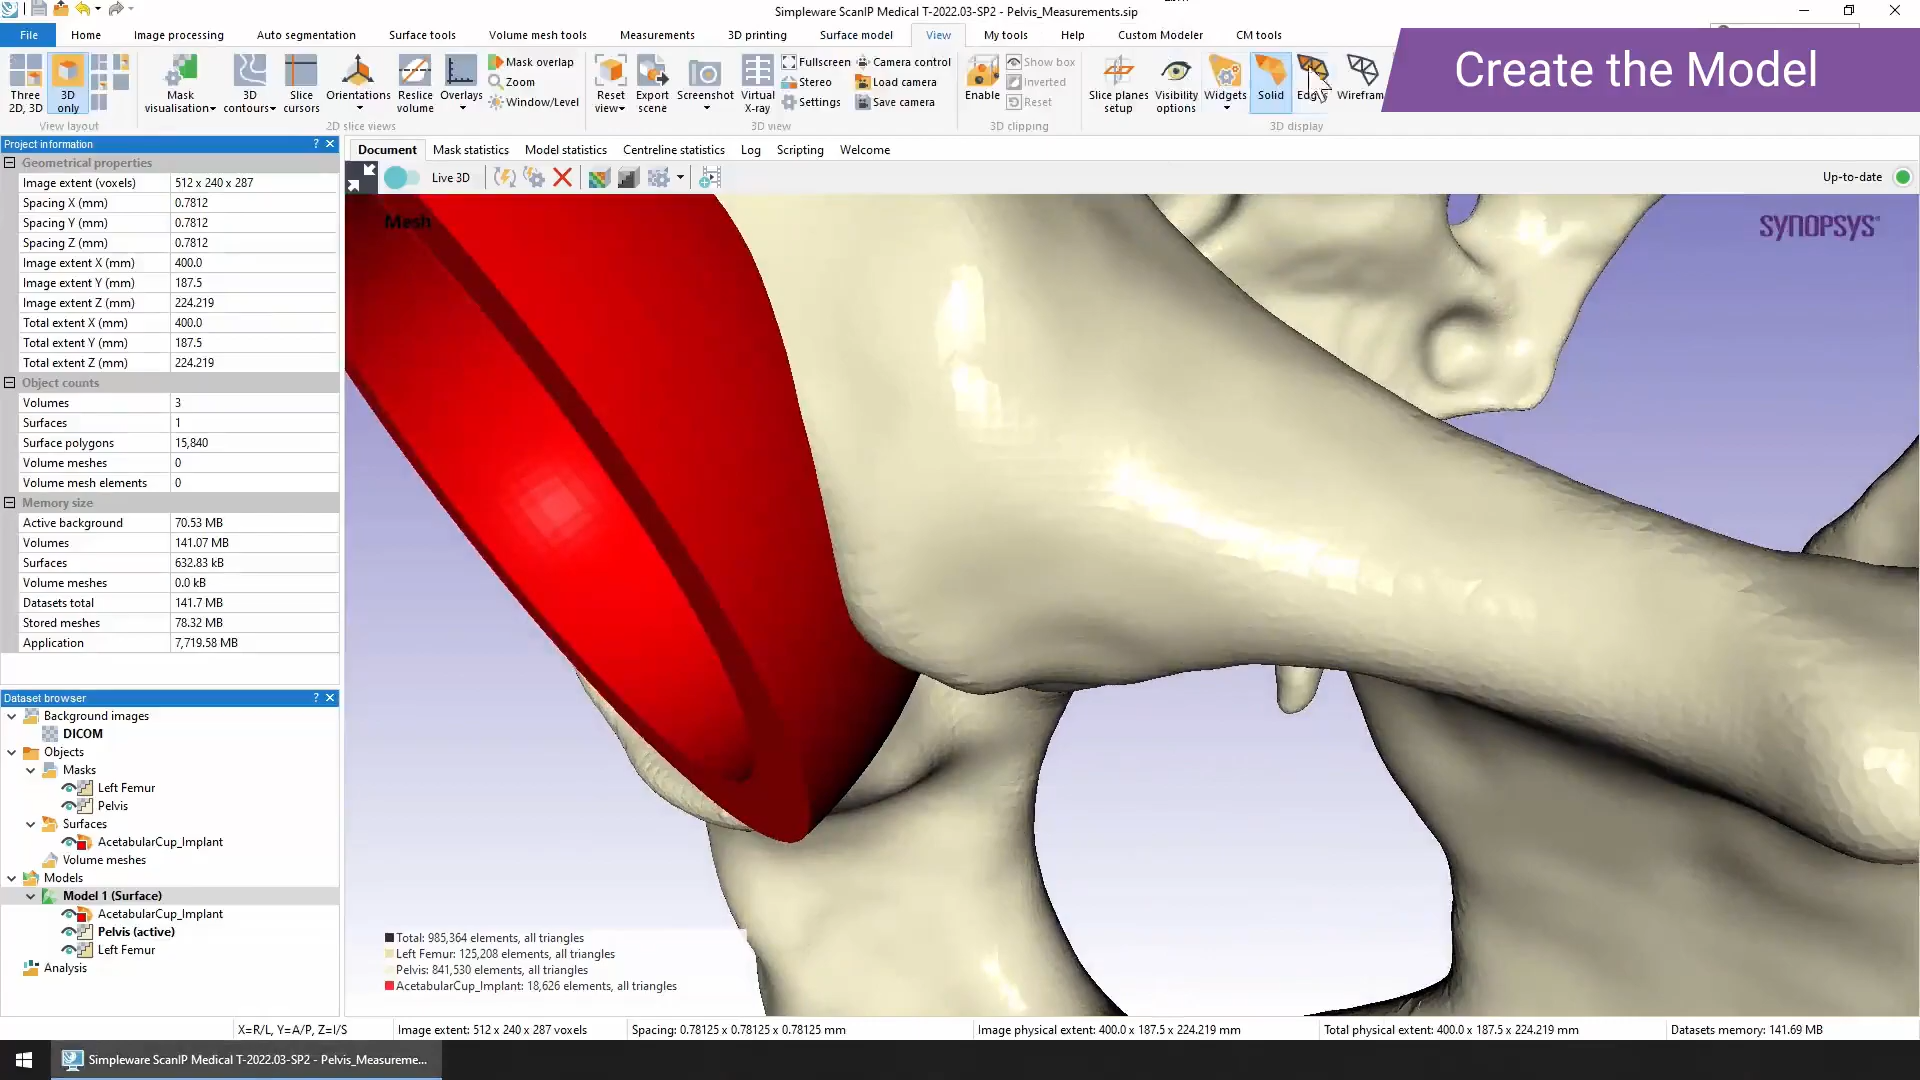 Simpleware ScanIP Medical T-2022.03-SP2 - Pelvis_Measurements.sip
File Home Image processing Auto segmentation Surface tools Volume mesh tools Measurements 3D printing Surface model View My tools Help Custom Modeler CM tools
Create the Model
Three 2D, 3D
3D only
View layout
Mask visualisation
3D contours
Slice cursors
Orientations
Reslice volume
Overlays
Mask overlap
Zoom
Window/Level
2D slice views
Reset view
Export scene
Screenshot
Virtual X-ray
Fullscreen
Stereo
Settings
Camera control
Load camera
Save camera
3D view
Enable
Show box
Inverted
Reset
3D clipping
Slice planes setup
Visibility options
Widgets
Solid
Wirefram
3D display
Project information
Geometrical properties
Image extent (voxels) 512 x 240 x 287
Spacing X (mm) 0.7812
Spacing Y (mm) 0.7812
Spacing Z (mm) 0.7812
Image extent X (mm) 400.0
Image extent Y (mm) 187.5
Image extent Z (mm) 224.219
Total extent X (mm) 400.0
Total extent Y (mm) 187.5
Total extent Z (mm) 224.219
Object counts
Volumes 3
Surfaces 1
Surface polygons 15,840
Volume meshes 0
Volume mesh elements 0
Memory size
Active background 70.53 MB
Volumes 141.07 MB
Surfaces 632.83 kB
Volume meshes 0.0 kB
Datasets total 141.7 MB
Stored meshes 78.32 MB
Application 7,719.58 MB
Dataset browser
Background images
DICOM
Objects
Masks
Left Femur
Pelvis
Surfaces
AcetabularCup_Implant
Volume meshes
Models
Model 1 (Surface)
AcetabularCup_Implant
Pelvis (active)
Left Femur
Analysis
Document Mask statistics Model statistics Centreline statistics Log Scripting Welcome
Live 3D
Up-to-date
Mesh
SYNOPSYS
Total: 985,364 elements, all triangles
Left Femur: 125,208 elements, all triangles
Pelvis: 841,530 elements, all triangles
AcetabularCup_Implant: 18,626 elements, all triangles
X=R/L, Y=A/P, Z=I/S Image extent: 512 x 240 x 287 voxels Spacing: 0.78125 x 0.78125 x 0.78125 mm Image physical extent: 400.0 x 187.5 x 224.219 mm Total physical extent: 400.0 x 187.5 x 224.219 mm Datasets memory: 141.69 MB
Simpleware ScanIP Medical T-2022.03-SP2 - Pelvis_Measureme...